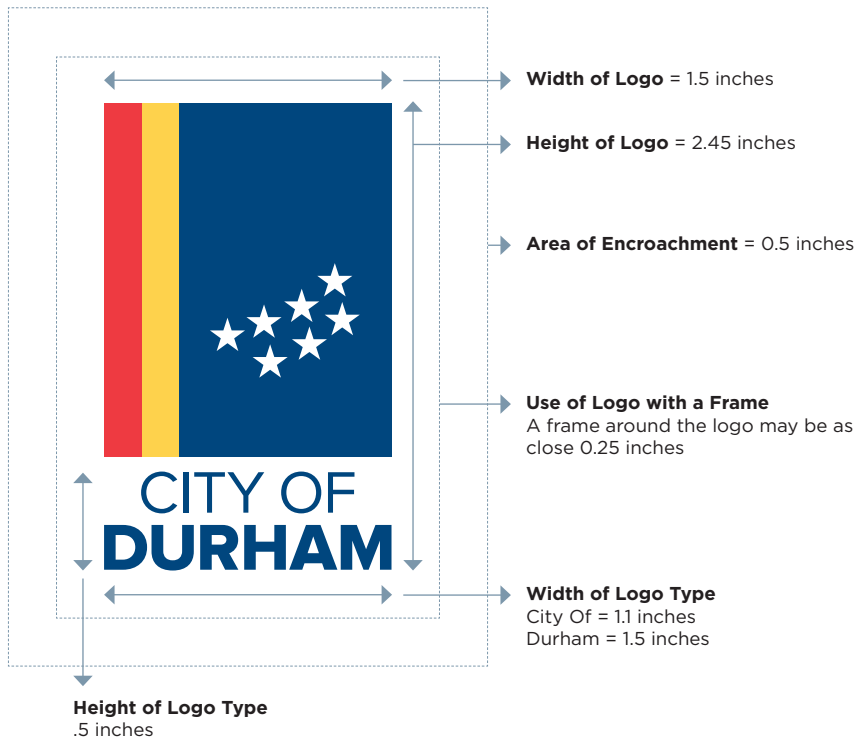 Width of Logo = 1.5 inches
Height of Logo = 2.45 inches
Area of Encroachment = 0.5 inches
Use of Logo with a Frame
A frame around the logo may be as
close 0.25 inches
CITY OF
DURHAM
Width of Logo Type
City Of = 1.1 inches
Durham = 1.5 inches
Height of Logo Type
.5 inches